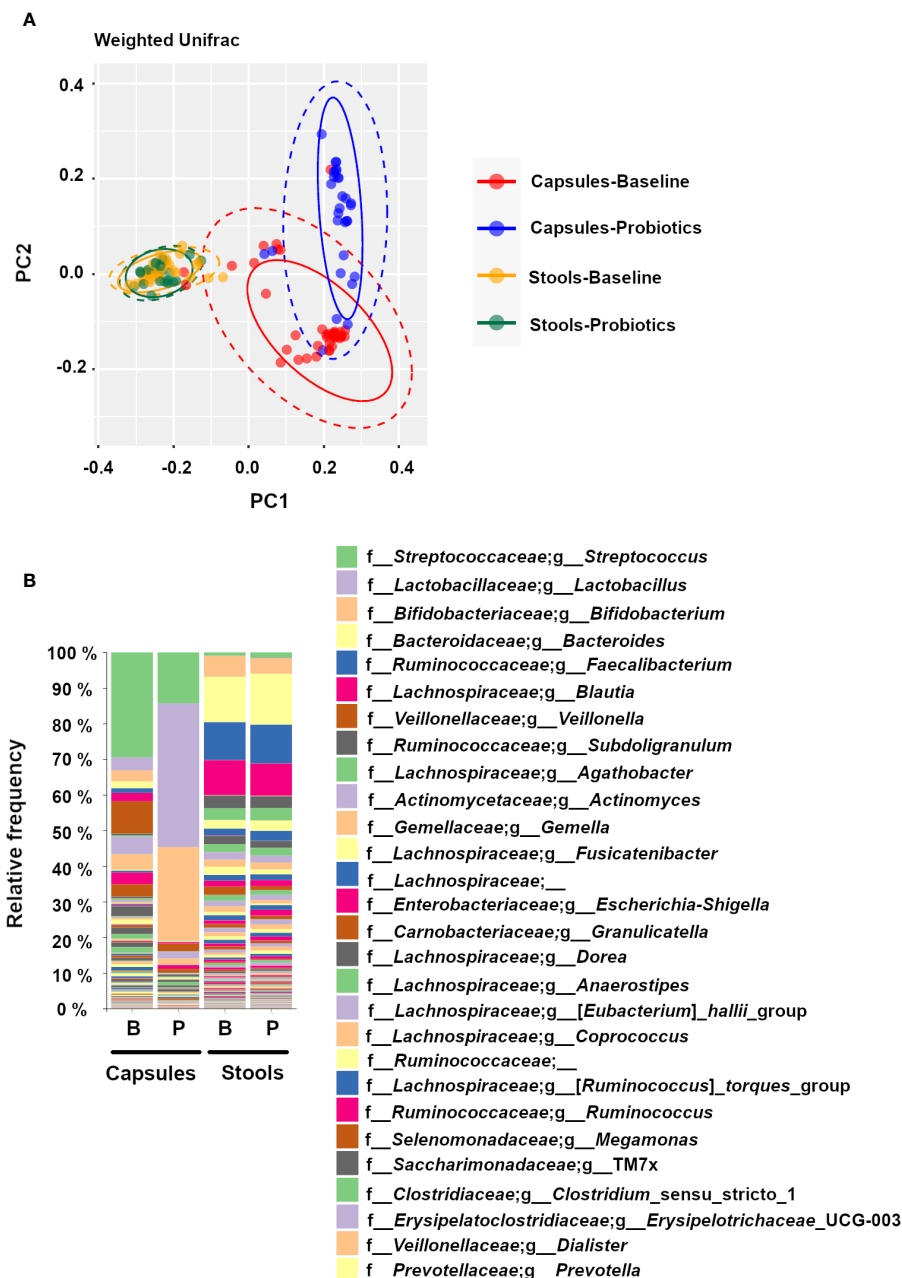 A
Weighted Unifrac
0.4
0.2
0.0
-0.2
PC2
-0.4
-0.2
0.0
0.2
0.4
PC1
Capsules-Baseline
Capsules-Probiotics
Stools-Baseline
Stools-Probiotics
B
100 %
90 %
80 %
70 %
60 %
50 %
40 %
30 %
20 %
10 %
0 %
Relative frequency
B P B P
Capsules Stools
f__Streptococcaceae;g__Streptococcus
f__Lactobacillaceae;g__Lactobacillus
f__Bifidobacteriaceae;g__Bifidobacterium
f__Bacteroidaceae;g__Bacteroides
f__Ruminococcaceae;g__Faecalibacterium
f__Lachnospiraceae;g__Blautia
f__Veillonellaceae;g__Veillonella
f__Ruminococcaceae;g__Subdoligranulum
f__Lachnospiraceae;g__Agathobacter
f__Actinomycetaceae;g__Actinomyces
f__Gemellaceae;g__Gemella
f__Lachnospiraceae;g__Fusicatenibacter
f__Lachnospiraceae;__
f__Enterobacteriaceae;g__Escherichia-Shigella
f__Carnobacteriaceae;g__Granulicatella
f__Lachnospiraceae;g__Dorea
f__Lachnospiraceae;g__Anaerostipes
f__Lachnospiraceae;g__[Eubacterium]_hallii_group
f__Lachnospiraceae;g__Coprococcus
f__Ruminococcaceae;__
f__Lachnospiraceae;g__[Ruminococcus]_torques_group
f__Ruminococcaceae;g__Ruminococcus
f__Selenomonadaceae;g__Megamonas
f__Saccharimonadaceae;g__TM7x
f__Clostridiaceae;g__Clostridium_sensu_stricto_1
f__Erysipelatoclostridiaceae;g__Erysipelotrichaceae_UCG-003
f__Veillonellaceae;g__Dialister
f__Prevotellaceae;g__Prevotella